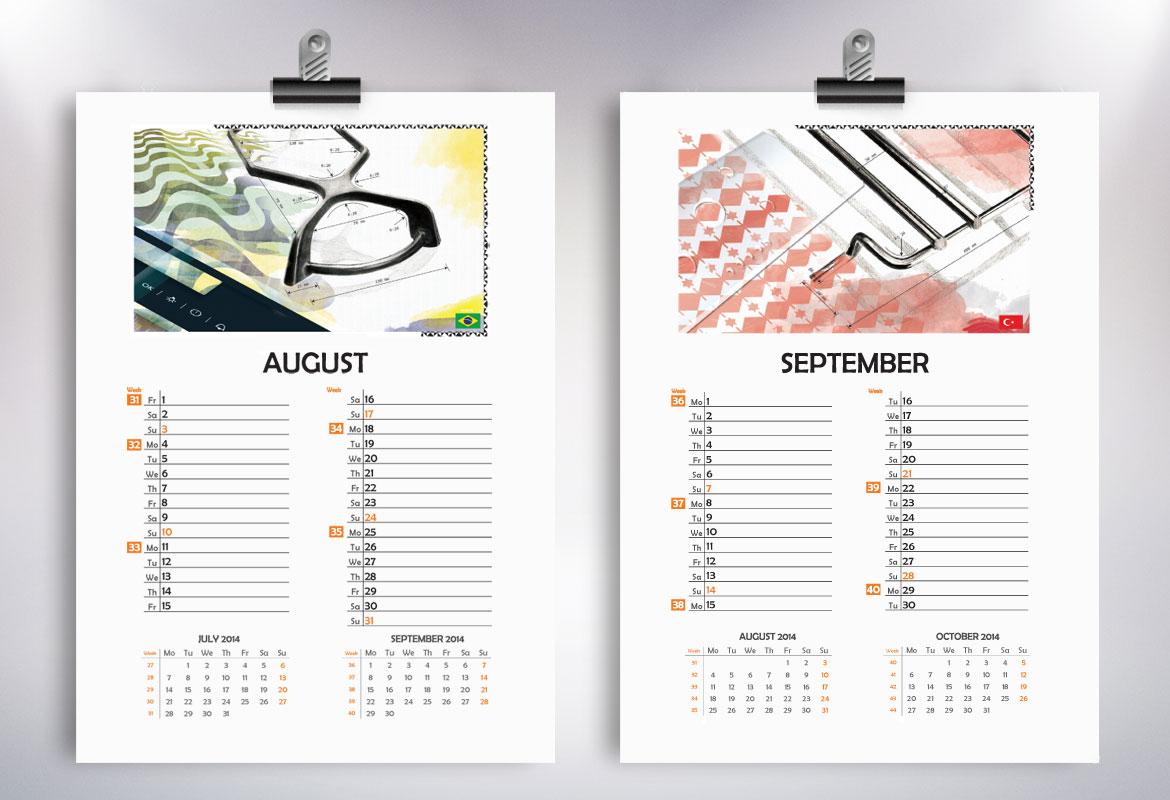 AUGUST
Week
31 Fr 1
Sa 2
Su 3
32 Mo 4
Tu 5
We 6
Th 7
Fr 8
Sa 9
Su 10
33 Mo 11
Tu 12
We 13
Th 14
Fr 15
Week
Sa 16
Su 17
34 Mo 18
Tu 19
We 20
Th 21
Fr 22
Sa 23
Su 24
35 Mo 25
Tu 26
We 27
Th 28
Fr 29
Sa 30
Su 31
JULY 2014
Week Mo Tu We Th Fr Sa Su
27 1 2 3 4 5 6
28 7 8 9 10 11 12 13
29 14 15 16 17 18 19 20
30 21 22 23 24 25 26 27
31 28 29 30 31
SEPTEMBER 2014
Week Mo Tu We Th Fr Sa Su
36 1 2 3 4 5 6 7
37 8 9 10 11 12 13 14
38 15 16 17 18 19 20 21
39 22 23 24 25 26 27 28
40 29 30
OK
SEPTEMBER
Week
36 Mo 1
Tu 2
We 3
Th 4
Fr 5
Sa 6
Su 7
37 Mo 8
Tu 9
We 10
Th 11
Fr 12
Sa 13
Su 14
38 Mo 15
Week
Tu 16
We 17
Th 18
Fr 19
Sa 20
Su 21
39 Mo 22
Tu 23
We 24
Th 25
Fr 26
Sa 27
Su 28
40 Mo 29
Tu 30
AUGUST 2014
Week Mo Tu We Th Fr Sa Su
31 1 2 3
32 4 5 6 7 8 9 10
33 11 12 13 14 15 16 17
34 18 19 20 21 22 23 24
35 25 26 27 28 29 30 31
OCTOBER 2014
Week Mo Tu We Th Fr Sa Su
40 1 2 3 4 5
41 6 7 8 9 10 11 12
42 13 14 15 16 17 18 19
43 20 21 22 23 24 25 26
44 27 28 29 30 31